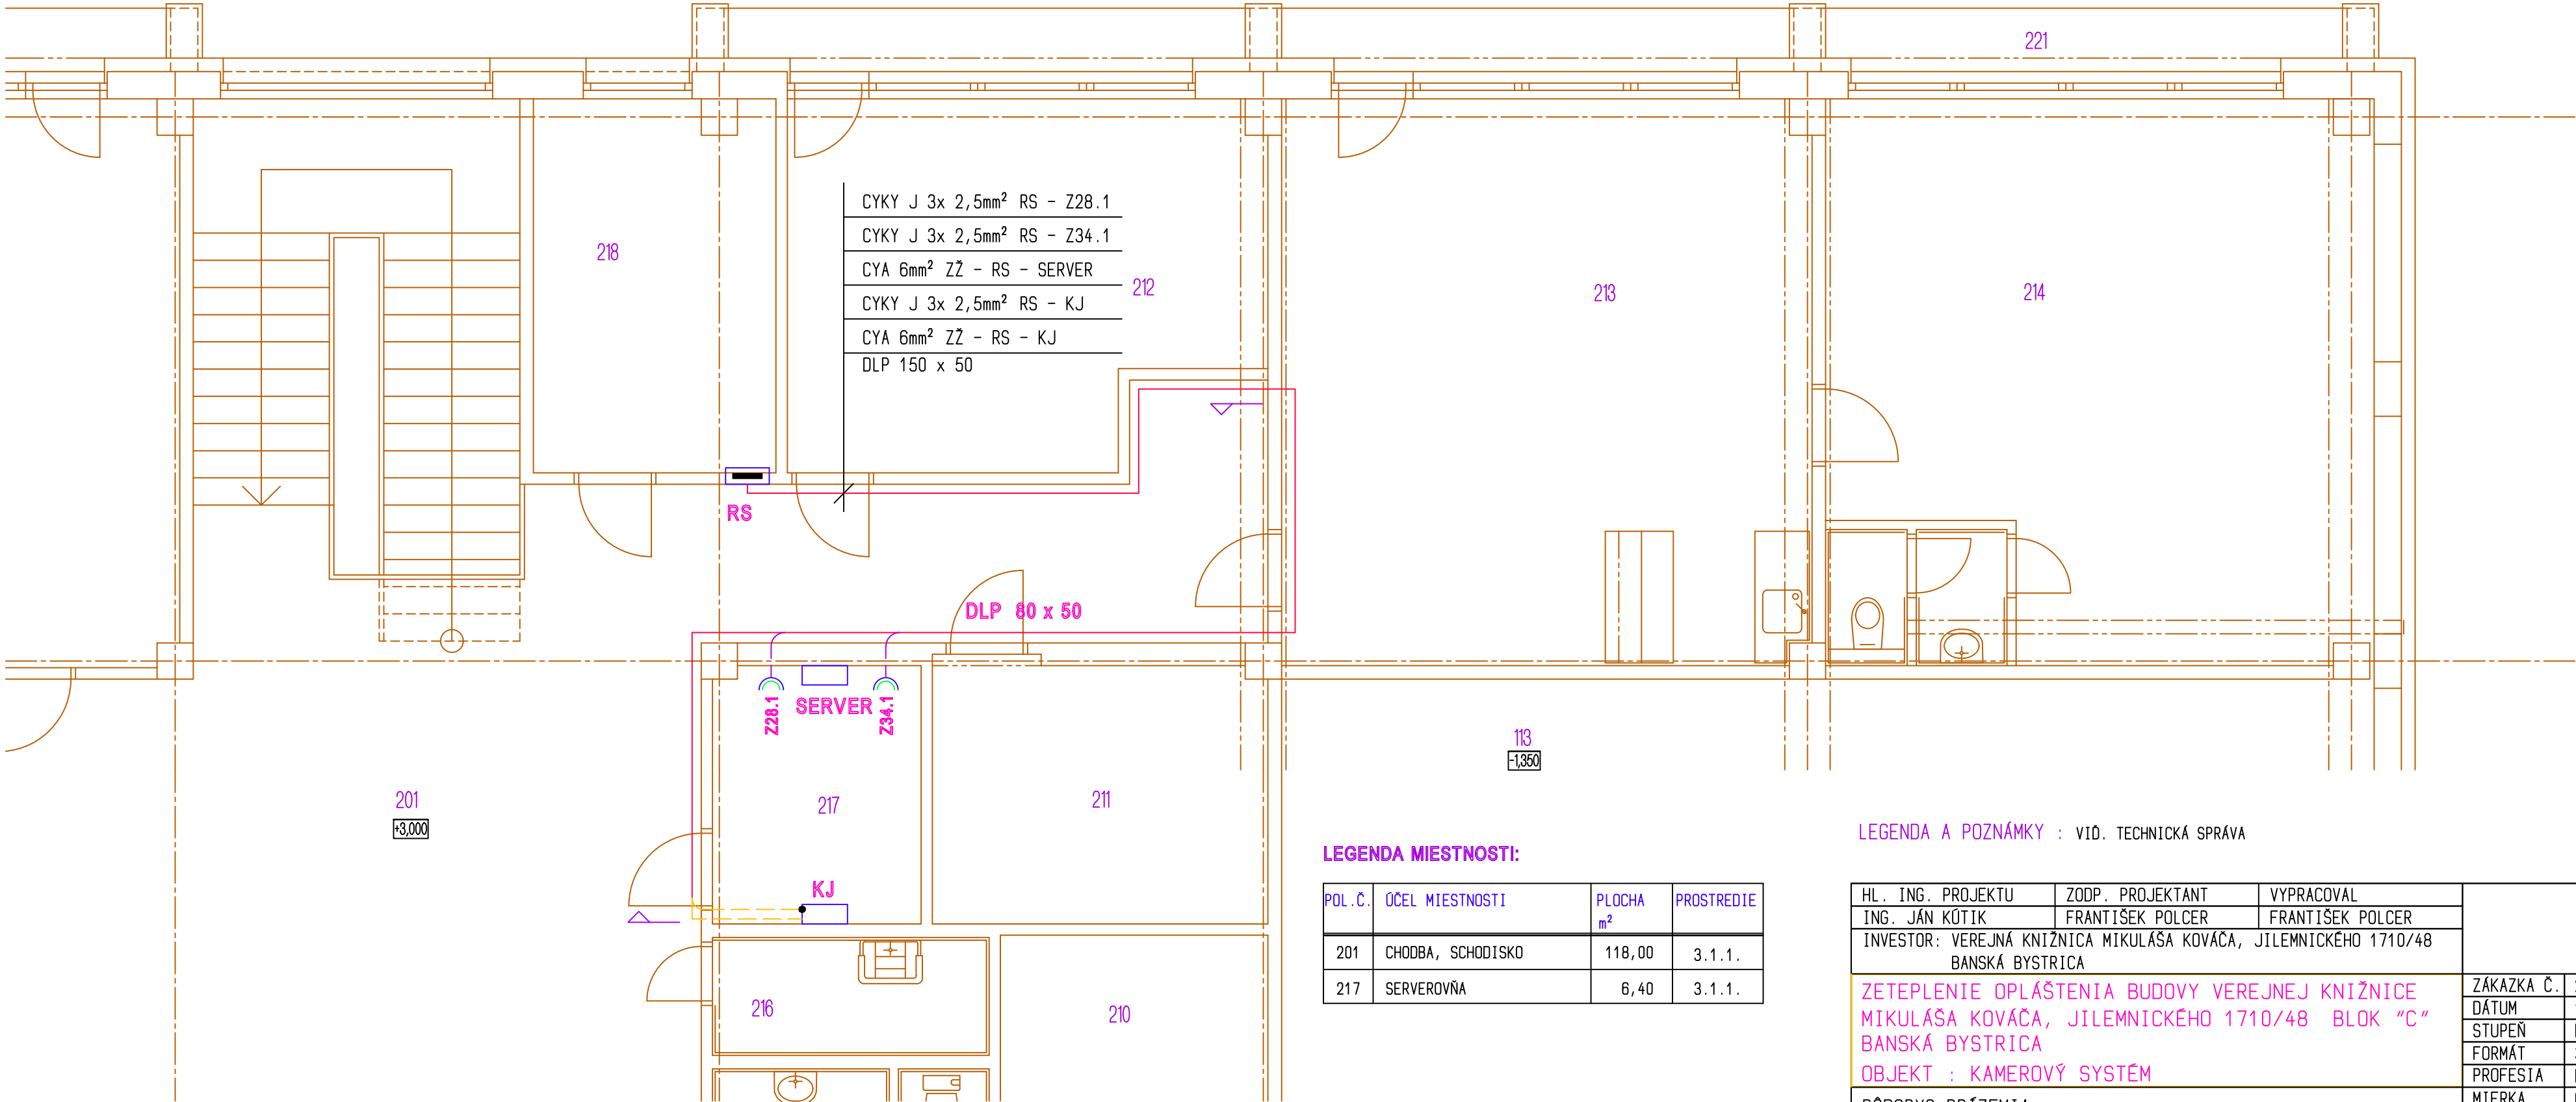 221
CYKY J 3x 2,5mm² RS - Z28.1
CYKY J 3x 2,5mm² RS - Z34.1
CYA 6mm² ZŽ - RS - SERVER
CYKY J 3x 2,5mm² RS - KJ
CYA 6mm² ZŽ - RS - KJ
DLP 150 x 50
218
212
213
214
RS
DLP 80 x 50
Z28.1
SERVER
Z34.1
113
-1,350
201
+3,000
217
211
KJ
216
210
LEGENDA MIESTNOSTI:
POL.Č. ÚČEL MIESTNOSTI PLOCHA m² PROSTREDIE
201 CHODBA, SCHODISKO 118,00 3.1.1.
217 SERVEROVŇA 6,40 3.1.1.
LEGENDA A POZNÁMKY : VIĎ. TECHNICKÁ SPRÁVA
HL. ING. PROJEKTU ZODP. PROJEKTANT VYPRACOVAL
ING. JÁN KÚTIK FRANTIŠEK POLCER FRANTIŠEK POLCER
INVESTOR: VEREJNÁ KNIŽNICA MIKULÁŠA KOVÁČA, JILEMNICKÉHO 1710/48
BANSKÁ BYSTRICA
ZETEPLENIE OPLÁŠTENIA BUDOVY VEREJNEJ KNIŽNICE
MIKULÁŠA KOVÁČA, JILEMNICKÉHO 1710/48 BLOK "C"
BANSKÁ BYSTRICA
OBJEKT : KAMEROVÝ SYSTÉM
ZÁKAZKA Č.
DÁTUM
STUPEŇ
FORMÁT
PROFESIA
MIERKA